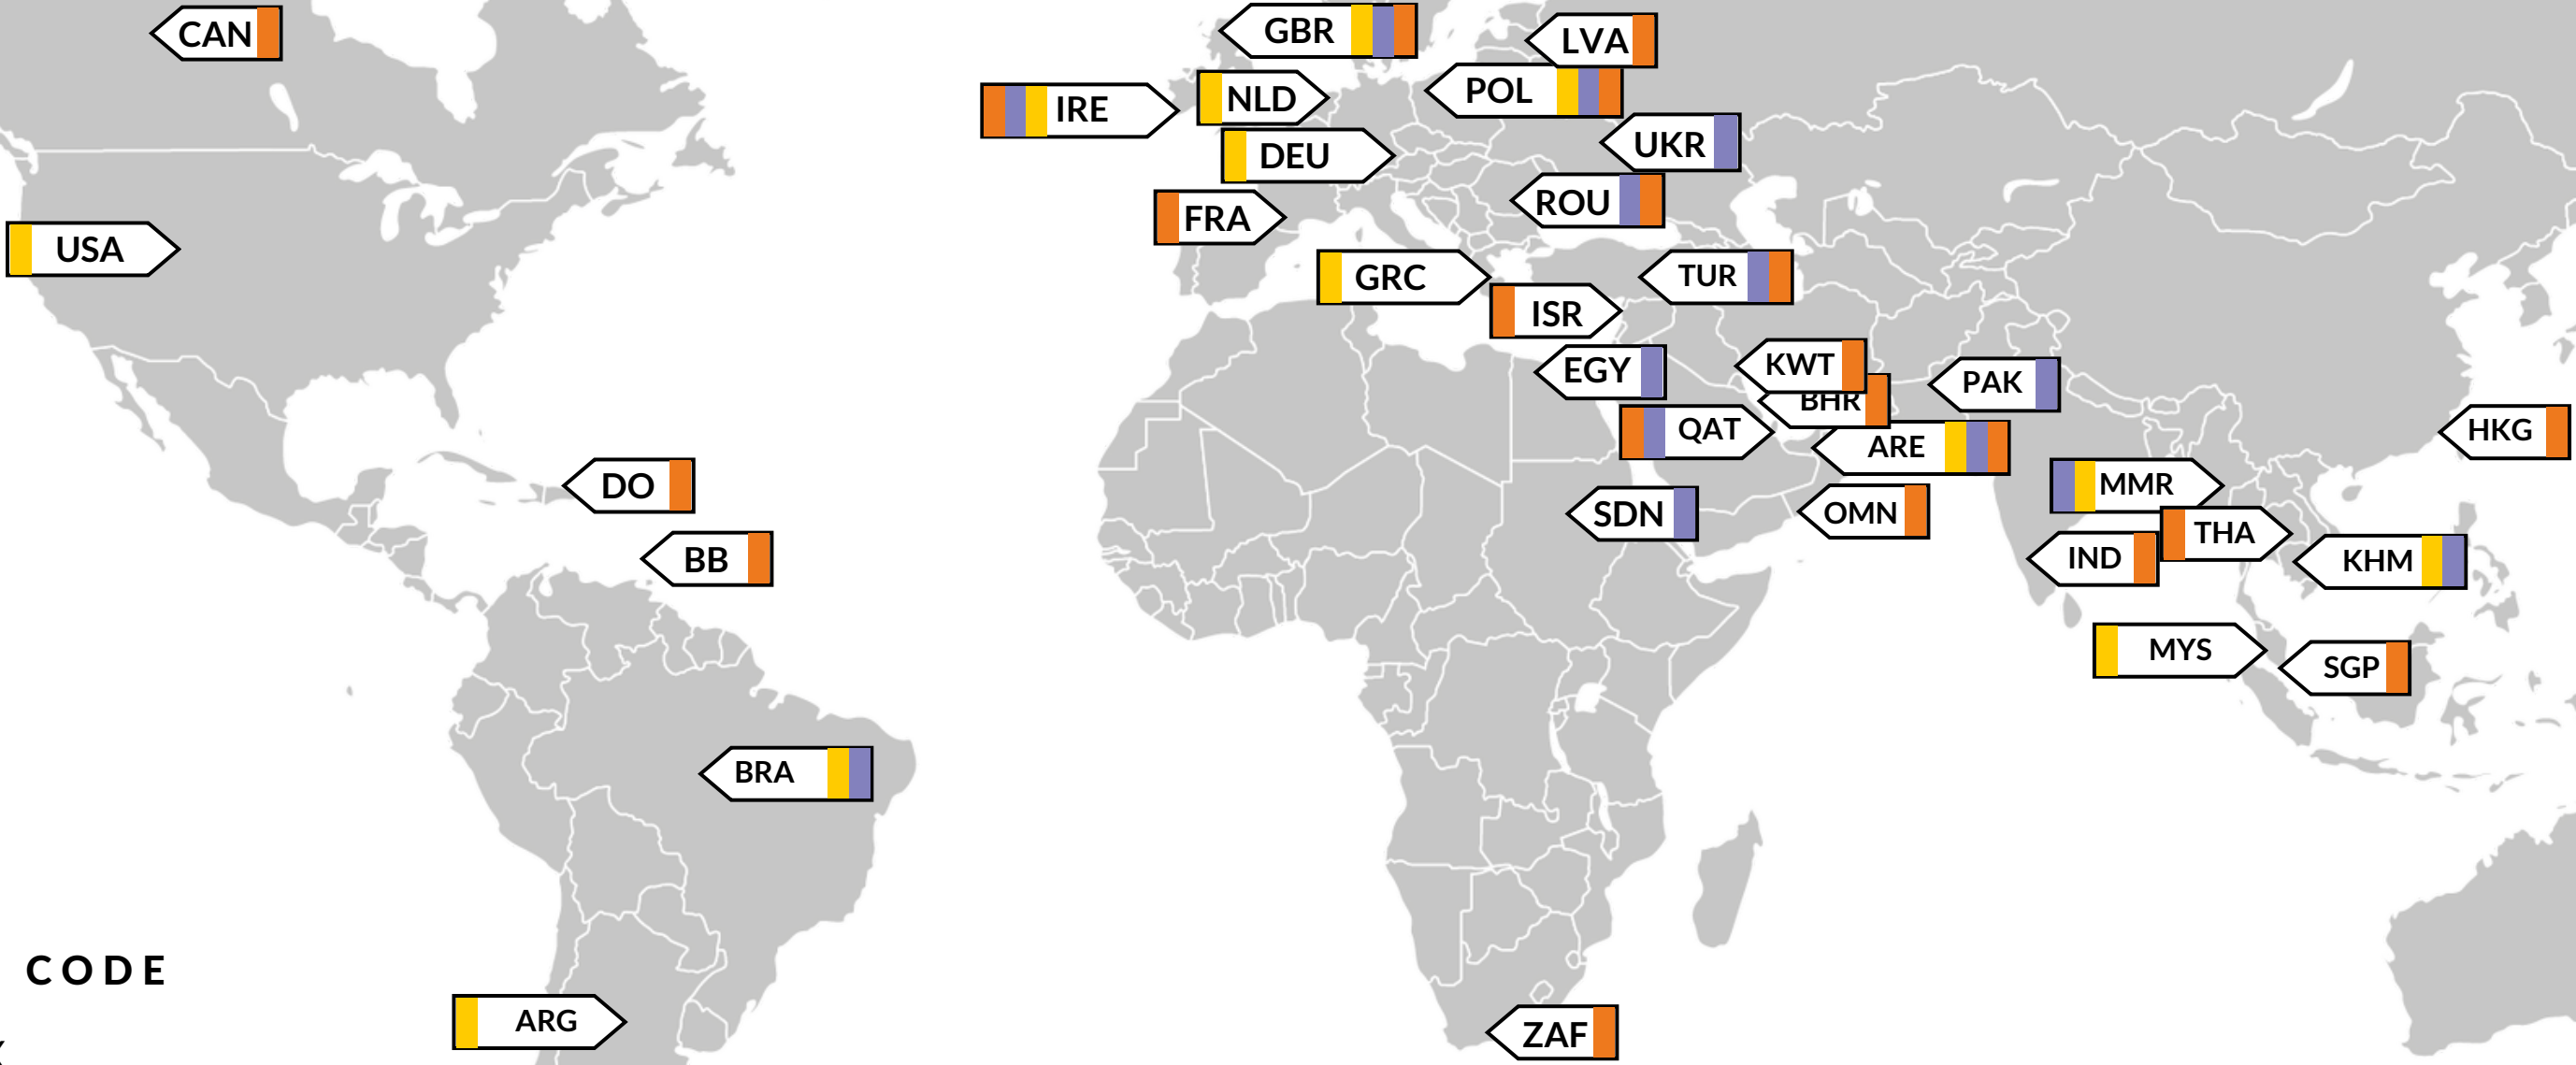 CAN
GBR
LVA
POL
IRE
NLD
UKR
DEU
ROU
FRA
USA
GRC
TUR
ISR
EGY
KWT
PAK
BHR
QAT
ARE
HKG
DO
MMR
SDN
OMN
THA
BB
IND
KHM
MYS
SGP
BRA
CODE
ARG
ZAF